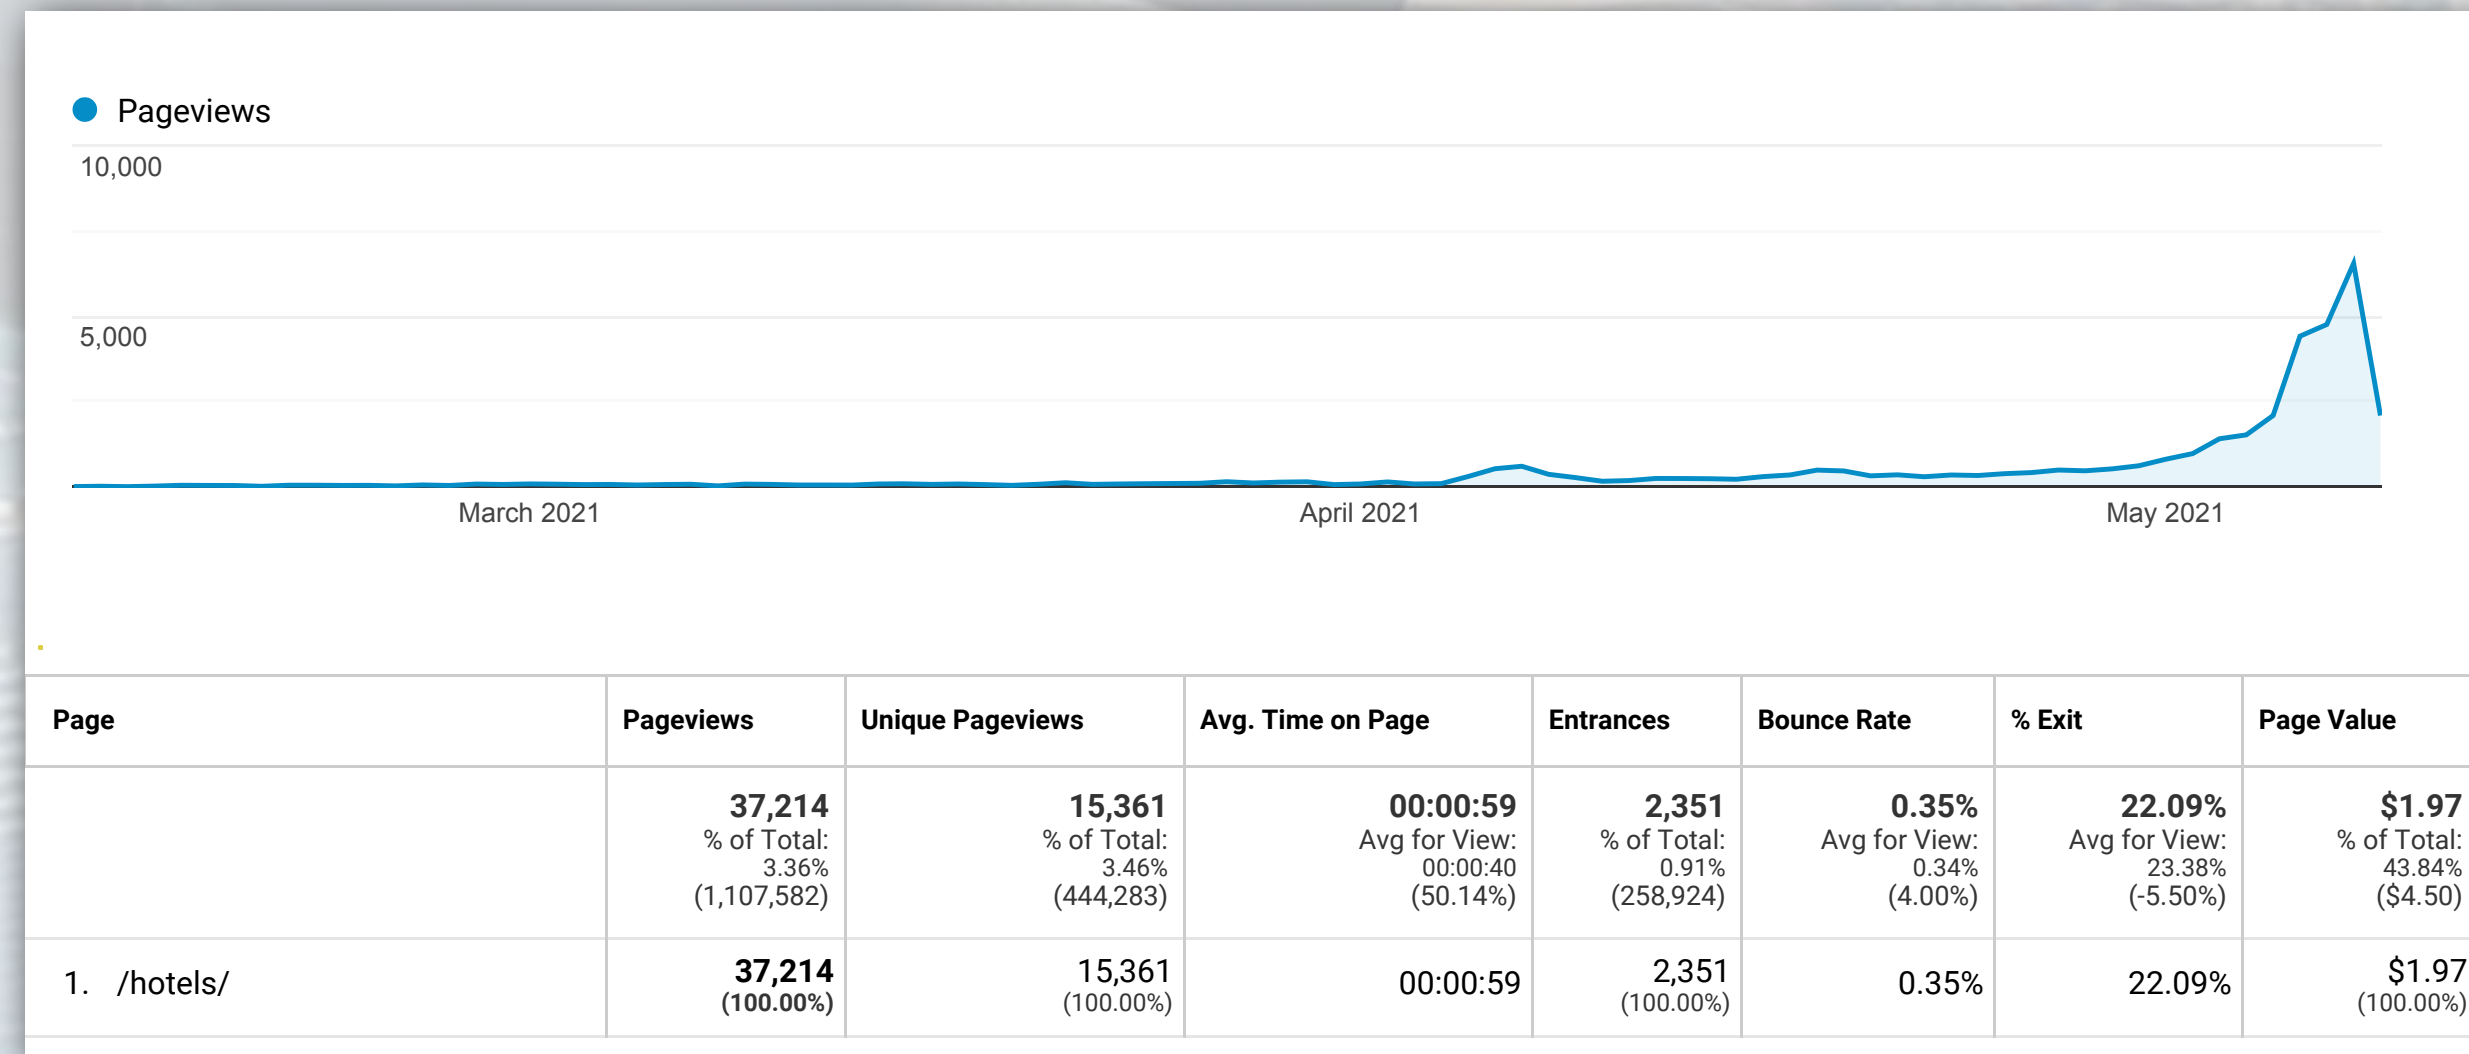 Pageviews
10,000
5,000
March 2021 April 2021 May 2021
Page Pageviews Unique Pageviews Avg. Time on Page Entrances Bounce Rate % Exit Page Value
37,214 15,361 00:00:59 2,351 0.35% 22.09% $1.97
% of Total: % of Total: Avg for View: % of Total: Avg for View: Avg for View: % of Total:
3.36% 3.46% 00:00:40 0.91% 0.34% 23.38% 43.84%
(1,107,582) (444,283) (50.14%) (258,924) (4.00%) (-5.50%) ($4.50)
1. /hotels/ 37,214 15,361 00:00:59 2,351 0.35% 22.09% $1.97
(100.00%) (100.00%) (100.00%) (100.00%)